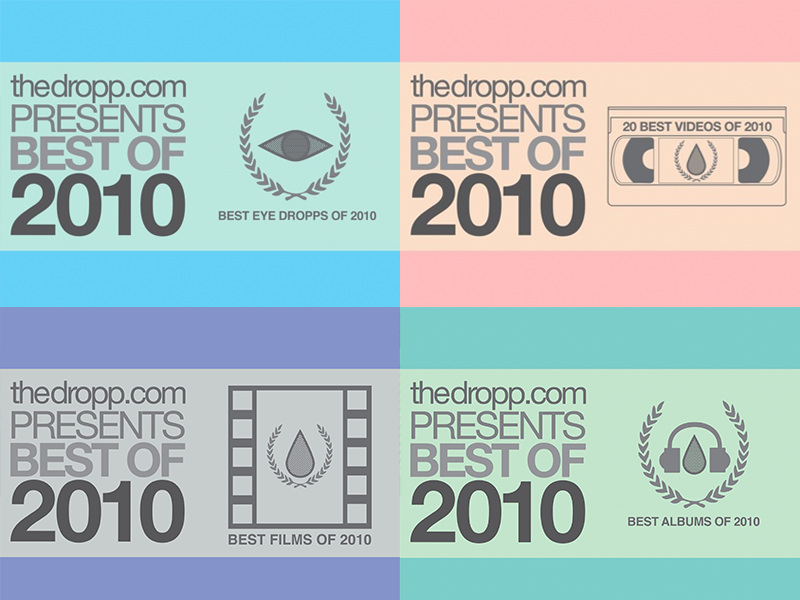 thedropp.com
PRESENTS
BEST OF
2010
BEST EYE DROPPS OF 2010
thedropp.com
PRESENTS
BEST OF
2010
20 BEST VIDEOS OF 2010
thedropp.com
PRESENTS
BEST OF
2010
BEST FILMS OF 2010
thedropp.com
PRESENTS
BEST OF
2010
BEST ALBUMS OF 2010